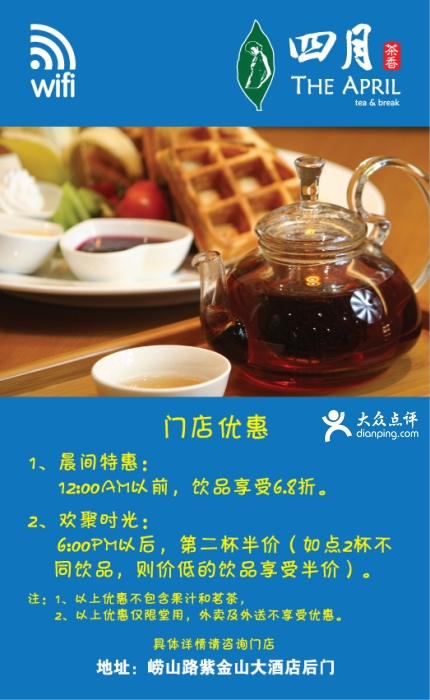 wifi
四月
茶香
THE APRIL
tea & break
门店优惠
大众点评
dianping.com
1、晨间特惠：
12:00AM以前，饮品享受6.8折。
2、欢聚时光：
6:00PM以后，第二杯半价（如点2杯不
同饮品，则价低的饮品享受半价）。
注：1、以上优惠不包含果汁和茗茶，
2、以上优惠仅限堂用，外卖及外送不享受优惠。
具体详情请咨询门店
地址：崂山路紫金山大酒店后门